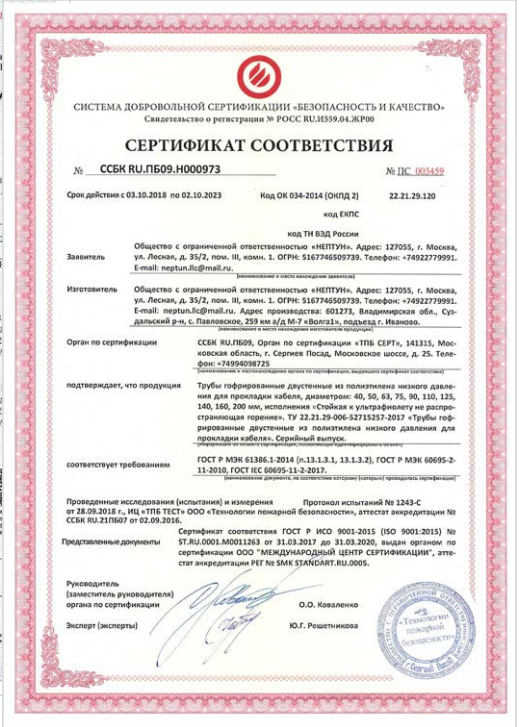 СИСТЕМА ДОБРОВОЛЬНОЙ СЕРТИФИКАЦИИ «БЕЗОПАСНОСТЬ И КАЧЕСТВО»
Свидетельство о регистрации № РОСС RU.И559.04.ЖР00
СЕРТИФИКАТ СООТВЕТСТВИЯ
№ ССБК RU.ПБ09.Н000973 № ПС 003459
Срок действия с 03.10.2018 по 02.10.2023 Код ОК 034-2014 (ОКПД 2) 22.21.29.120
код ЕКПС
код ТН ВЭД России
Заявитель
Общество с ограниченной ответственностью «НЕПТУН». Адрес: 127055, г. Москва,
ул. Лесная, д. 35/2, пом. III, комн. 1. ОГРН: 5167746509739. Телефон: +74922779991.
E-mail: neptun.llc@mail.ru.
(наименование и место нахождения заявителя)
Изготовитель
Общество с ограниченной ответственностью «НЕПТУН». Адрес: 127055, г. Москва,
ул. Лесная, д. 35/2, пом. III, комн. 1. ОГРН: 5167746509739. Телефон: +74922779991.
E-mail: neptun.llc@mail.ru. Адрес производства: 601273, Владимирская обл., Суз-
дальский р-н, с. Павловское, 259 км а/д М-7 «Волга1», подъезд г. Иваново.
(наименование и место нахождения изготовителя продукции)
Орган по сертификации
ССБК RU.ПБ09, Орган по сертификации «ТПБ СЕРТ», 141315, Мос-
ковская область, г. Сергиев Посад, Московское шоссе, д. 25. Теле-
фон: +74994098725
(наименование и местонахождение органа по сертификации, выдавшего сертификат соответствия)
подтверждает, что продукция
Трубы гофрированные двустенные из полиэтилена низкого давле-
ния для прокладки кабеля, диаметром: 40, 50, 63, 75, 90, 110, 125,
140, 160, 200 мм, исполнения «Стойкая к ультрафиолету не распро-
страняющая горение». ТУ 22.21.29-006-52715257-2017 «Трубы гоф-
рированные двустенные из полиэтилена низкого давления для
прокладки кабеля». Серийный выпуск.
соответствует требованиям
ГОСТ Р МЭК 61386.1-2014 (п.13.1.3.1, 13.1.3.2), ГОСТ Р МЭК 60695-2-
11-2010, ГОСТ IEC 60695-11-2-2017.
(наименование документа, на соответствие которому (которых) проводилась сертификация)
Проведенные исследования (испытания) и измерения Протокол испытаний № 1243-С
от 28.09.2018 г., ИЦ «ТПБ ТЕСТ» ООО «Технологии пожарной безопасности», аттестат аккредитации №
ССБК RU.21ПБ07 от 02.09.2016.
Представленные документы
Сертификат соответствия ГОСТ Р ИСО 9001-2015 (ISO 9001:2015) №
ST.RU.0001.M0011263 от 31.03.2017 до 31.03.2020, выдан органом по
сертификации ООО "МЕЖДУНАРОДНЫЙ ЦЕНТР СЕРТИФИКАЦИИ", атте-
стат аккредитации РЕГ № SMK STANDART.RU.0005.
Руководитель
(заместитель руководителя)
органа по сертификации О.О. Коваленко
Эксперт (эксперты) Ю.Г. Решетникова
«Технологии
пожарной
безопасности»
г.Сергиев Посад